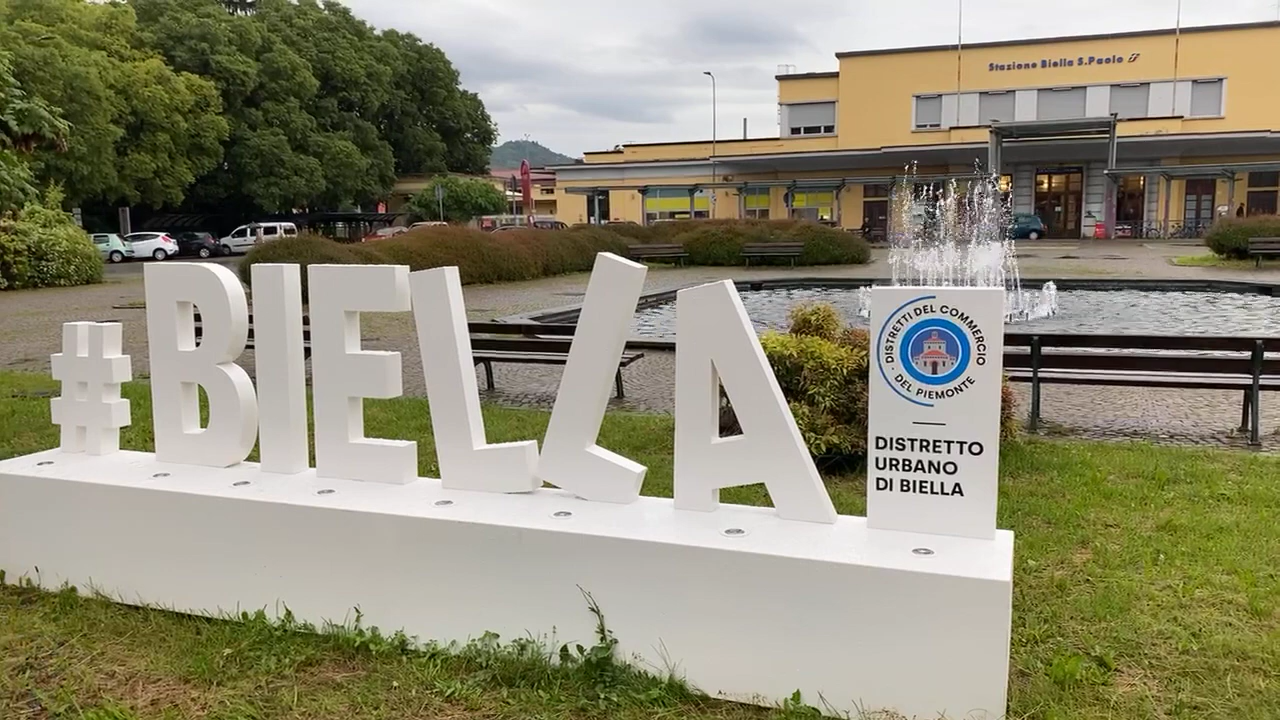 Stazione Biella S.Paolo
#BIELLA
DISTRETTI DEL COMMERCIO
DEL PIEMONTE
DISTRETTO
URBANO
DI BIELLA